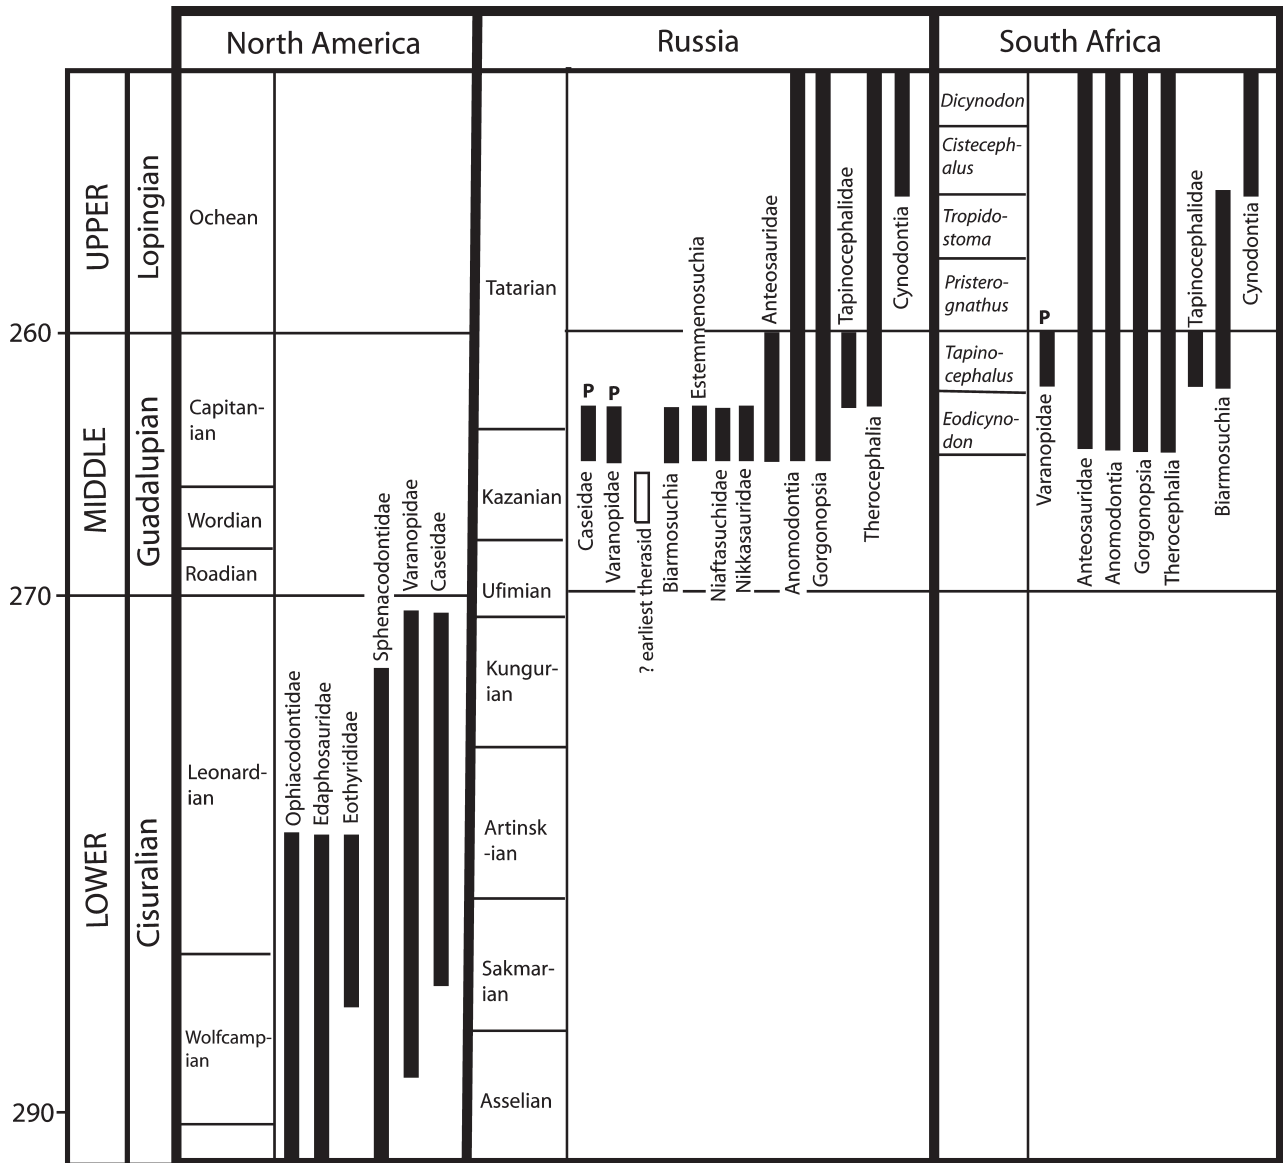 North America
Russia
South Africa
UPPER
MIDDLE
LOWER
Lopingian
Guadalupian
Cisuralian
260
270
290
Ochean
Capitan-
ian
Wordian
Roadian
Leonard-
ian
Wolfcamp-
ian
Ophiacodontidae
Edaphosauridae
Eothyrididae
Sphenacodontidae
Varanopidae
Caseidae
Tatarian
Kazanian
Ufimian
Kungur-
ian
Artinsk
-ian
Sakmar-
ian
Asselian
P
Caseidae
P
Varanopidae
? earliest therasid
Biarmosuchia
Estemmenosuchia
Niaftasuchidae
Nikkasauridae
Anteosauridae
Anomodontia
Gorgonopsia
Tapinocephalidae
Therocephalia
Cynodontia
Dicynodon
Cisteceph-
alus
Tropido-
stoma
Pristero-
gnathus
Tapino-
cephalus
Eodicyno-
don
P
Varanopidae
Anteosauridae
Anomodontia
Gorgonopsia
Therocephalia
Tapinocephalidae
Biarmosuchia
Cynodontia